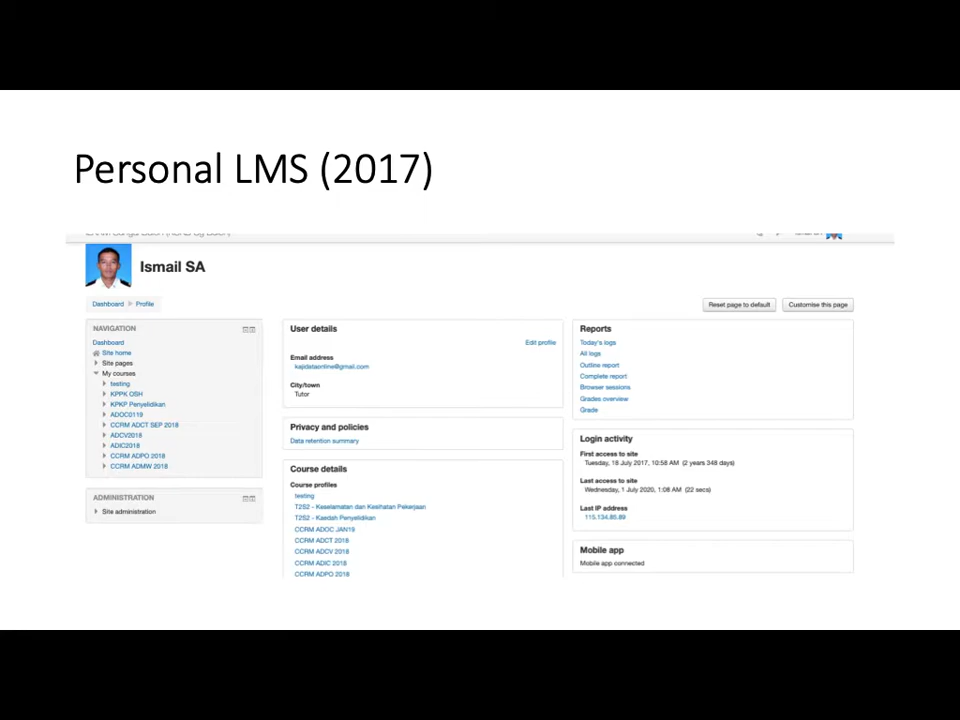 Personal LMS (2017)
Ismail SA
Dashboard Profile
Reset page to default Customise this page
NAVIGATION
Dashboard
Site home
Site pages
My courses
testing
KPPK OSH
KPKP Penyelidikan
ADOC0119
CCRM ADCT SEP 2018
ADCV2018
ADIC2018
CCRM ADPO 2018
CCRM ADMW 2018
ADMINISTRATION
Site administration
User details
Edit profile
Email address
kajidataonline@gmail.com
City/town
Tutor
Privacy and policies
Data retention summary
Course details
Course profiles
testing
T2S2 - Keselamatan dan Kesihatan Pekerjaan
T2S2 - Kaedah Penyelidikan
CCRM ADOC JAN19
CCRM ADCT 2018
CCRM ADCV 2018
CCRM ADIC 2018
CCRM ADPO 2018
Reports
Today's logs
All logs
Outline report
Complete report
Browser sessions
Grades overview
Grade
Login activity
First access to site
Tuesday, 18 July 2017, 10:58 AM (2 years 348 days)
Last access to site
Wednesday, 1 July 2020, 1:08 AM (22 secs)
Last IP address
115.134.85.89
Mobile app
Mobile app connected